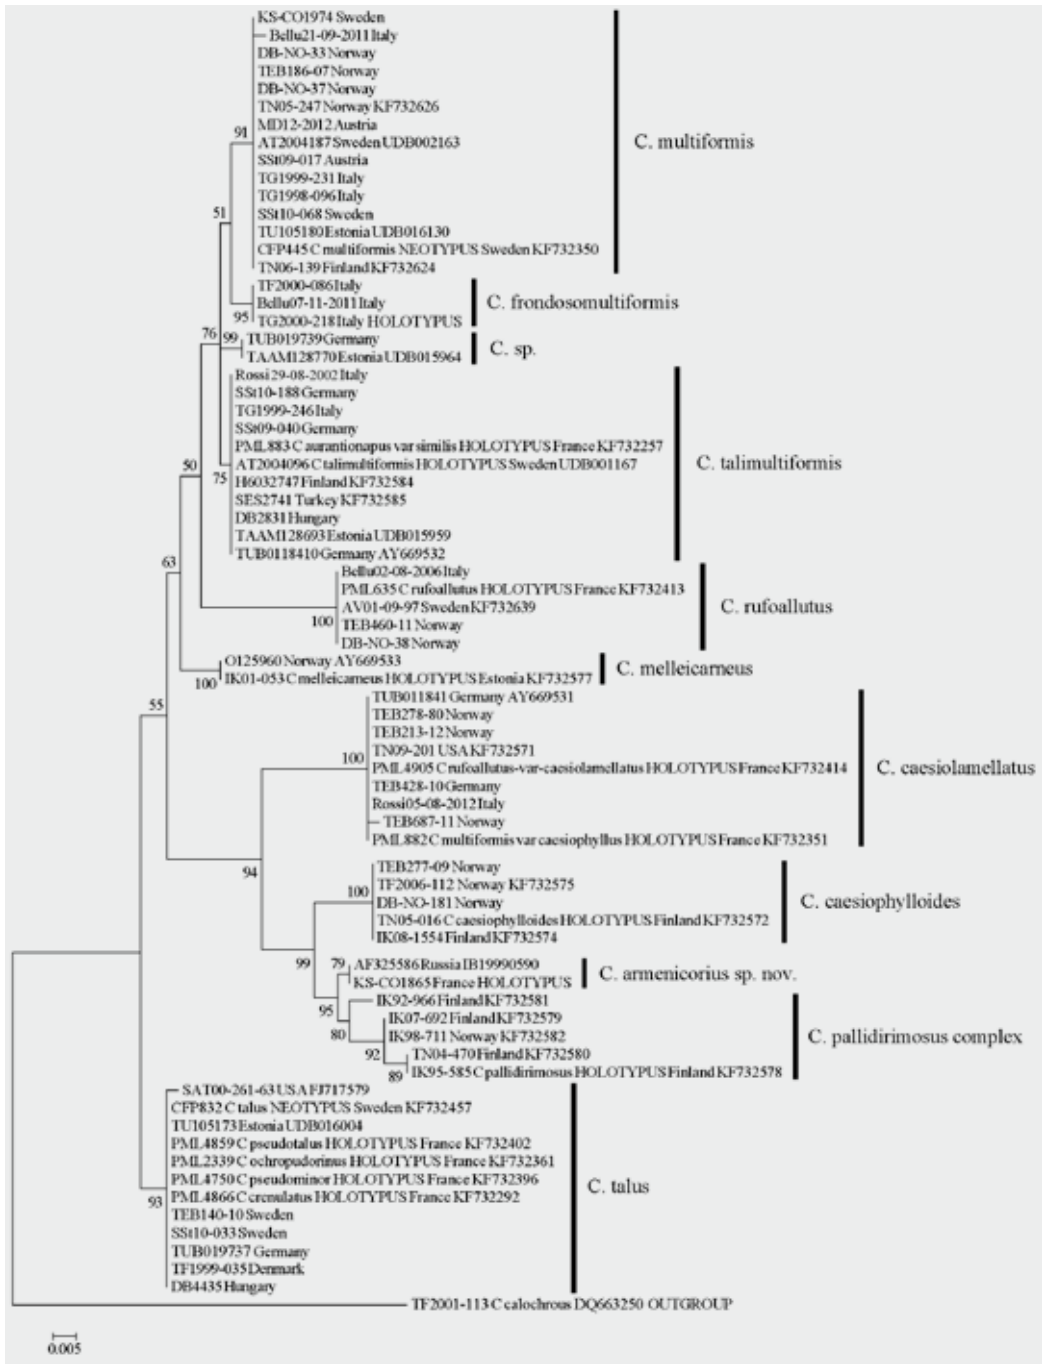 KS-CO1974 Sweden
Bellu21-09-2011 Italy
DB-NO-33 Norway
TEB186-07 Norway
DB-NO-37 Norway
TN05-247 Norway KF732626
MD12-2012 Austria
91
AT2004187 Sweden UDB002163
C. multiformis
SSt09-017 Austria
TG1999-231 Italy
TG1998-096 Italy
SSt10-068 Sweden
51
TU105180 Estonia UDB016130
CFP445 C multiformis NEOTYPUS Sweden KF732350
TN06-139 Finland KF732624
TF2000-086 Italy
Bellu07-11-2011 Italy
C. frondosomultiformis
95
TG2000-218 Italy HOLOTYPUS
76
99
TUB019739 Germany
C. sp.
TAAM128770 Estonia UDB015964
Rossi 29-08-2002 Italy
SSt10-188 Germany
TG1999-246 Italy
SSt09-040 Germany
PML883 C aurantionapus var similis HOLOTYPUS France KF732257
50
AT2004096 C talimultiformis HOLOTYPUS Sweden UDB001167
C. talimultiformis
75
H6032747 Finland KF732584
SES2741 Turkey KF732585
DB2831 Hungary
TAAM128693 Estonia UDB015959
TUB0118410 Germany AY669532
63
Bellu02-08-2006 Italy
PML635 C rufoallutus HOLOTYPUS France KF732413
AV01-09-97 Sweden KF732639
C. rufoallutus
100
TEB460-11 Norway
DB-NO-38 Norway
O125960 Norway AY669533
C. melleicarneus
100
IK01-053 C melleicarneus HOLOTYPUS Estonia KF732577
TUB011841 Germany AY669531
55
TEB278-80 Norway
TEB213-12 Norway
TN09-201 USA KF732571
100
PML4905 C rufoallutus-var-caesiolamellatus HOLOTYPUS France KF732414
C. caesiolamellatus
TEB428-10 Germany
Rossi05-08-2012 Italy
TEB687-11 Norway
PML882 C multiformis var caesiophyllus HOLOTYPUS France KF732351
94
TEB277-09 Norway
100
TF2006-112 Norway KF732575
DB-NO-181 Norway
C. caesiophylloides
TN05-016 C caesiophylloides HOLOTYPUS Finland KF732572
IK08-1554 Finland KF732574
99
79
AF325586 Russia IB19990590
C. armenicorius sp. nov.
KS-CO1865 France HOLOTYPUS
95
IK92-966 Finland KF732581
IK07-692 Finland KF732579
80
IK98-711 Norway KF732582
C. pallidirimosus complex
92
TN04-470 Finland KF732580
89
IK95-585 C pallidirimosus HOLOTYPUS Finland KF732578
SAT00-261-63 USA FJ717579
CFP832 C talus NEOTYPUS Sweden KF732457
TU105173 Estonia UDB016004
PML4859 C pseudotalus HOLOTYPUS France KF732402
PML2339 C ochropudorinus HOLOTYPUS France KF732361
PML4750 C pseudominor HOLOTYPUS France KF732396
C. talus
93
PML4866 C crenulatus HOLOTYPUS France KF732292
TEB140-10 Sweden
SSt10-033 Sweden
TUB019737 Germany
TF1999-035 Denmark
DB4435 Hungary
TF2001-113 C calochrous DQ663250 OUTGROUP
0.005